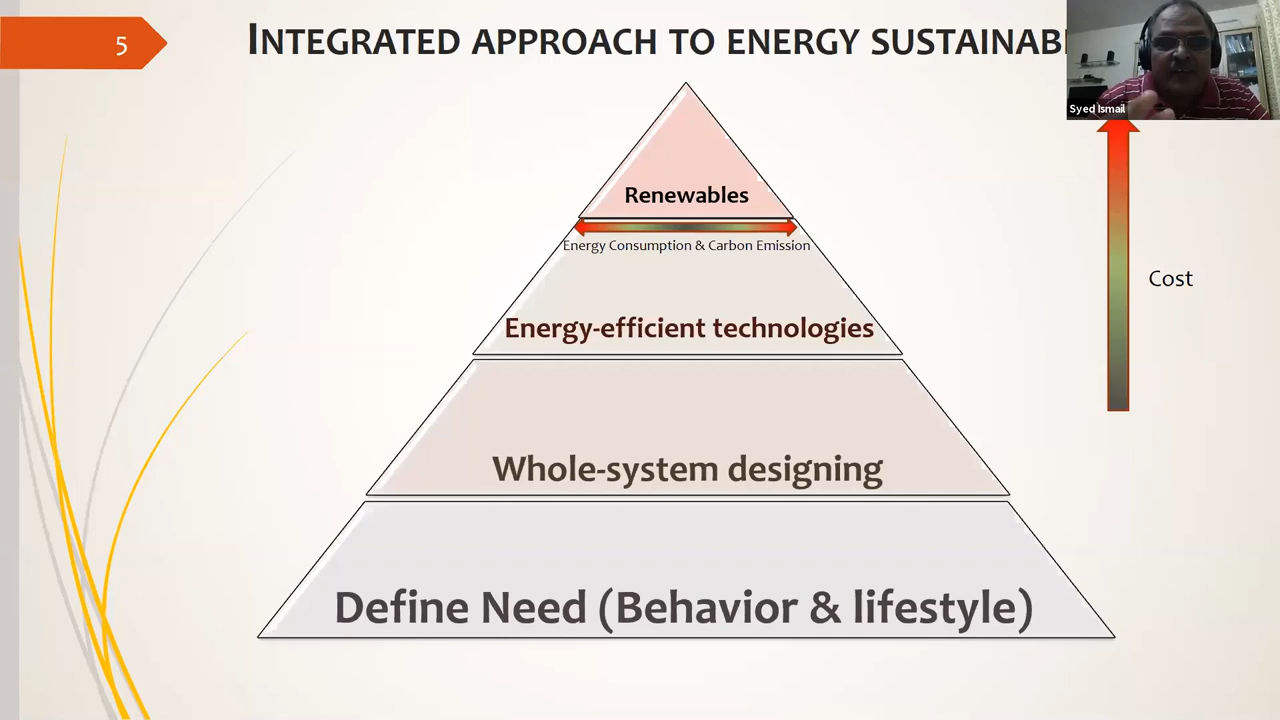 5
INTEGRATED APPROACH TO ENERGY SUSTAINAB
Syed Ismail
Renewables
Energy Consumption & Carbon Emission
Cost
Energy-efficient technologies
Whole-system designing
Define Need (Behavior & lifestyle)